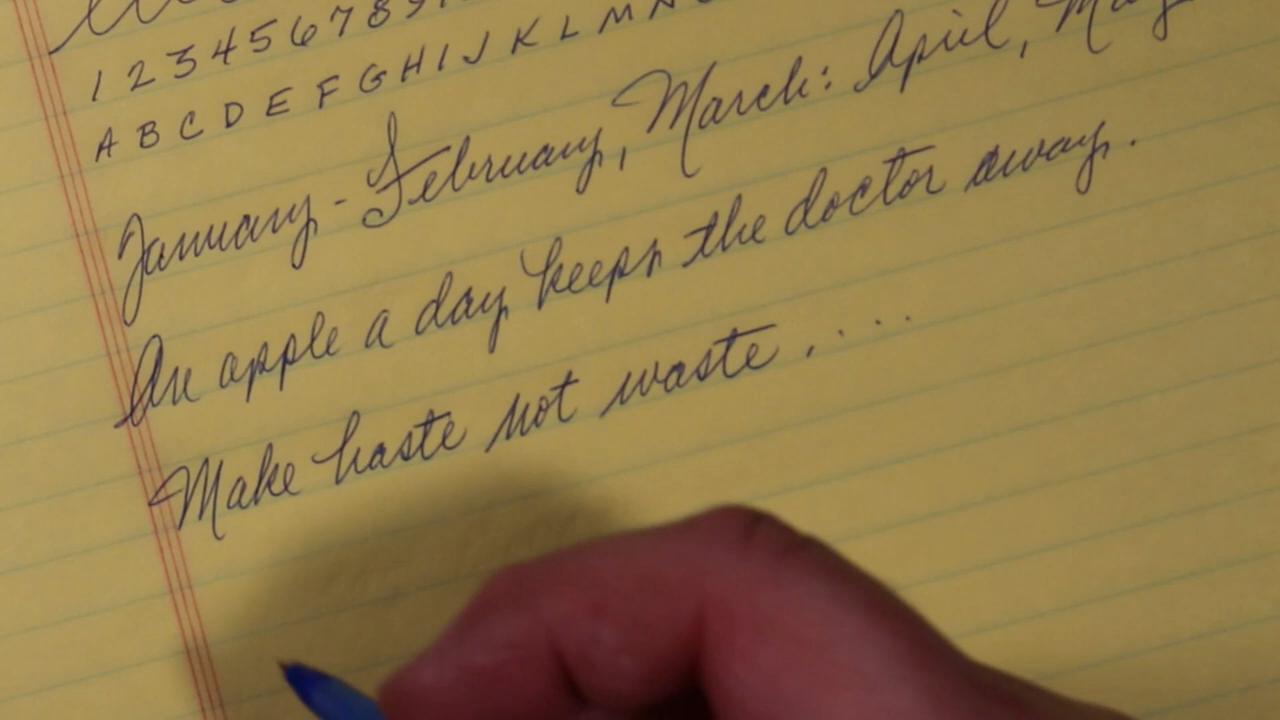 1 2 3 4 5 6 7 8 9
A B C D E F G H I J K L M N
January - February, March: April, May
An apple a day keeps the doctor away.
Make haste not waste . . . .